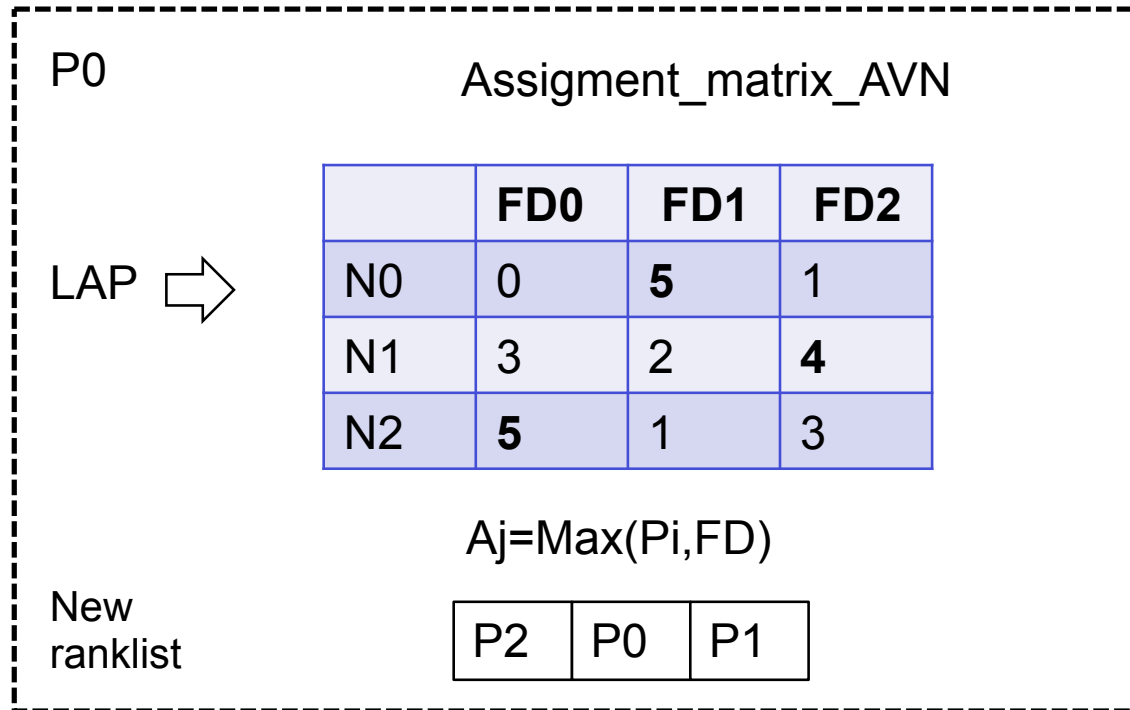 P0
Assigment_matrix_AVN
FD0 FD1 FD2
LAP
N0 0 5 1
N1 3 2 4
N2 5 1 3
Aj=Max(Pi,FD)
New
ranklist
P2 P0 P1